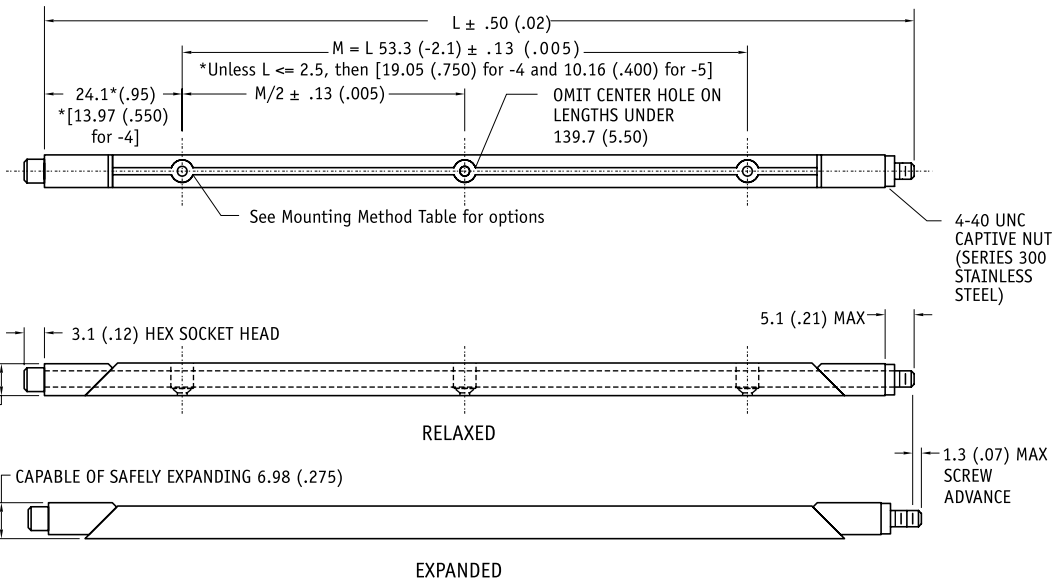 L ± .50 (.02)
M = L 53.3 (-2.1) ± .13 (.005)
*Unless L <= 2.5, then [19.05 (.750) for -4 and 10.16 (.400) for -5]
24.1*(.95)
*[13.97 (.550)
for -4]
M/2 ± .13 (.005)
OMIT CENTER HOLE ON
LENGTHS UNDER
139.7 (5.50)
See Mounting Method Table for options
4-40 UNC
CAPTIVE NUT
(SERIES 300
STAINLESS
STEEL)
3.1 (.12) HEX SOCKET HEAD
5.1 (.21) MAX
RELAXED
1.3 (.07) MAX
SCREW
ADVANCE
CAPABLE OF SAFELY EXPANDING 6.98 (.275)
EXPANDED